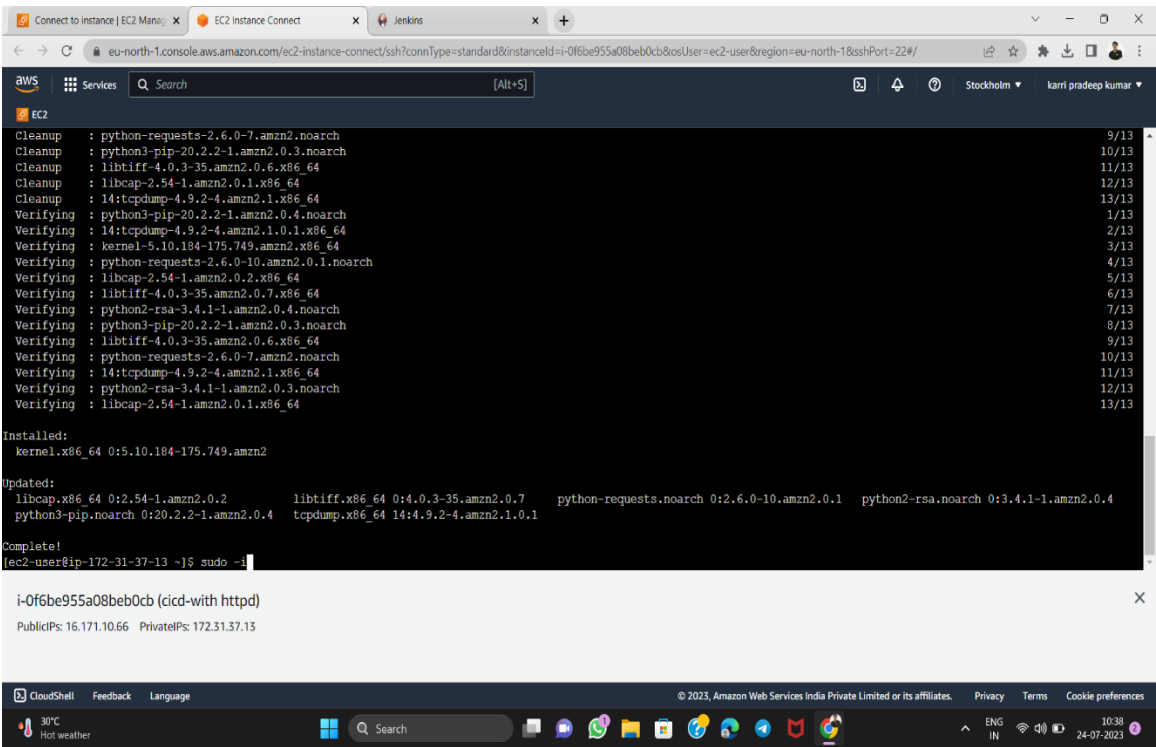 Connect to instance | EC2 Manag
EC2 Instance Connect
Jenkins
eu-north-1.console.aws.amazon.com/ec2-instance-connect/ssh?connType=standard&instanceId=i-0f6be955a08beb0cb&osUser=ec2-user&region=eu-north-1&sshPort=22#/
aws Services Search [Alt+S] Stockholm ▼ karri pradeep kumar ▼
EC2
Cleanup : python-requests-2.6.0-7.amzn2.noarch 9/13
Cleanup : python3-pip-20.2.2-1.amzn2.0.3.noarch 10/13
Cleanup : libtiff-4.0.3-35.amzn2.0.6.x86_64 11/13
Cleanup : libcap-2.54-1.amzn2.0.1.x86_64 12/13
Cleanup : 14:tcpdump-4.9.2-4.amzn2.1.x86_64 13/13
Verifying : python3-pip-20.2.2-1.amzn2.0.4.noarch 1/13
Verifying : 14:tcpdump-4.9.2-4.amzn2.1.0.1.x86_64 2/13
Verifying : kernel-5.10.184-175.749.amzn2.x86_64 3/13
Verifying : python-requests-2.6.0-10.amzn2.0.1.noarch 4/13
Verifying : libcap-2.54-1.amzn2.0.2.x86_64 5/13
Verifying : libtiff-4.0.3-35.amzn2.0.7.x86_64 6/13
Verifying : python2-rsa-3.4.1-1.amzn2.0.4.noarch 7/13
Verifying : python3-pip-20.2.2-1.amzn2.0.3.noarch 8/13
Verifying : libtiff-4.0.3-35.amzn2.0.6.x86_64 9/13
Verifying : python-requests-2.6.0-7.amzn2.noarch 10/13
Verifying : 14:tcpdump-4.9.2-4.amzn2.1.x86_64 11/13
Verifying : python2-rsa-3.4.1-1.amzn2.0.3.noarch 12/13
Verifying : libcap-2.54-1.amzn2.0.1.x86_64 13/13
Installed:
kernel.x86_64 0:5.10.184-175.749.amzn2
Updated:
libcap.x86_64 0:2.54-1.amzn2.0.2 libtiff.x86_64 0:4.0.3-35.amzn2.0.7 python-requests.noarch 0:2.6.0-10.amzn2.0.1 python2-rsa.noarch 0:3.4.1-1.amzn2.0.4
python3-pip.noarch 0:20.2.2-1.amzn2.0.4 tcpdump.x86_64 14:4.9.2-4.amzn2.1.0.1
Complete!
[ec2-user@ip-172-31-37-13 ~]$ sudo -i
i-0f6be955a08beb0cb (cicd-with httpd)
PublicIPs: 16.171.10.66 PrivateIPs: 172.31.37.13
CloudShell Feedback Language © 2023, Amazon Web Services India Private Limited or its affiliates. Privacy Terms Cookie preferences
30°C
Hot weather
Search
1
ENG
IN
10:38
24-07-2023
2